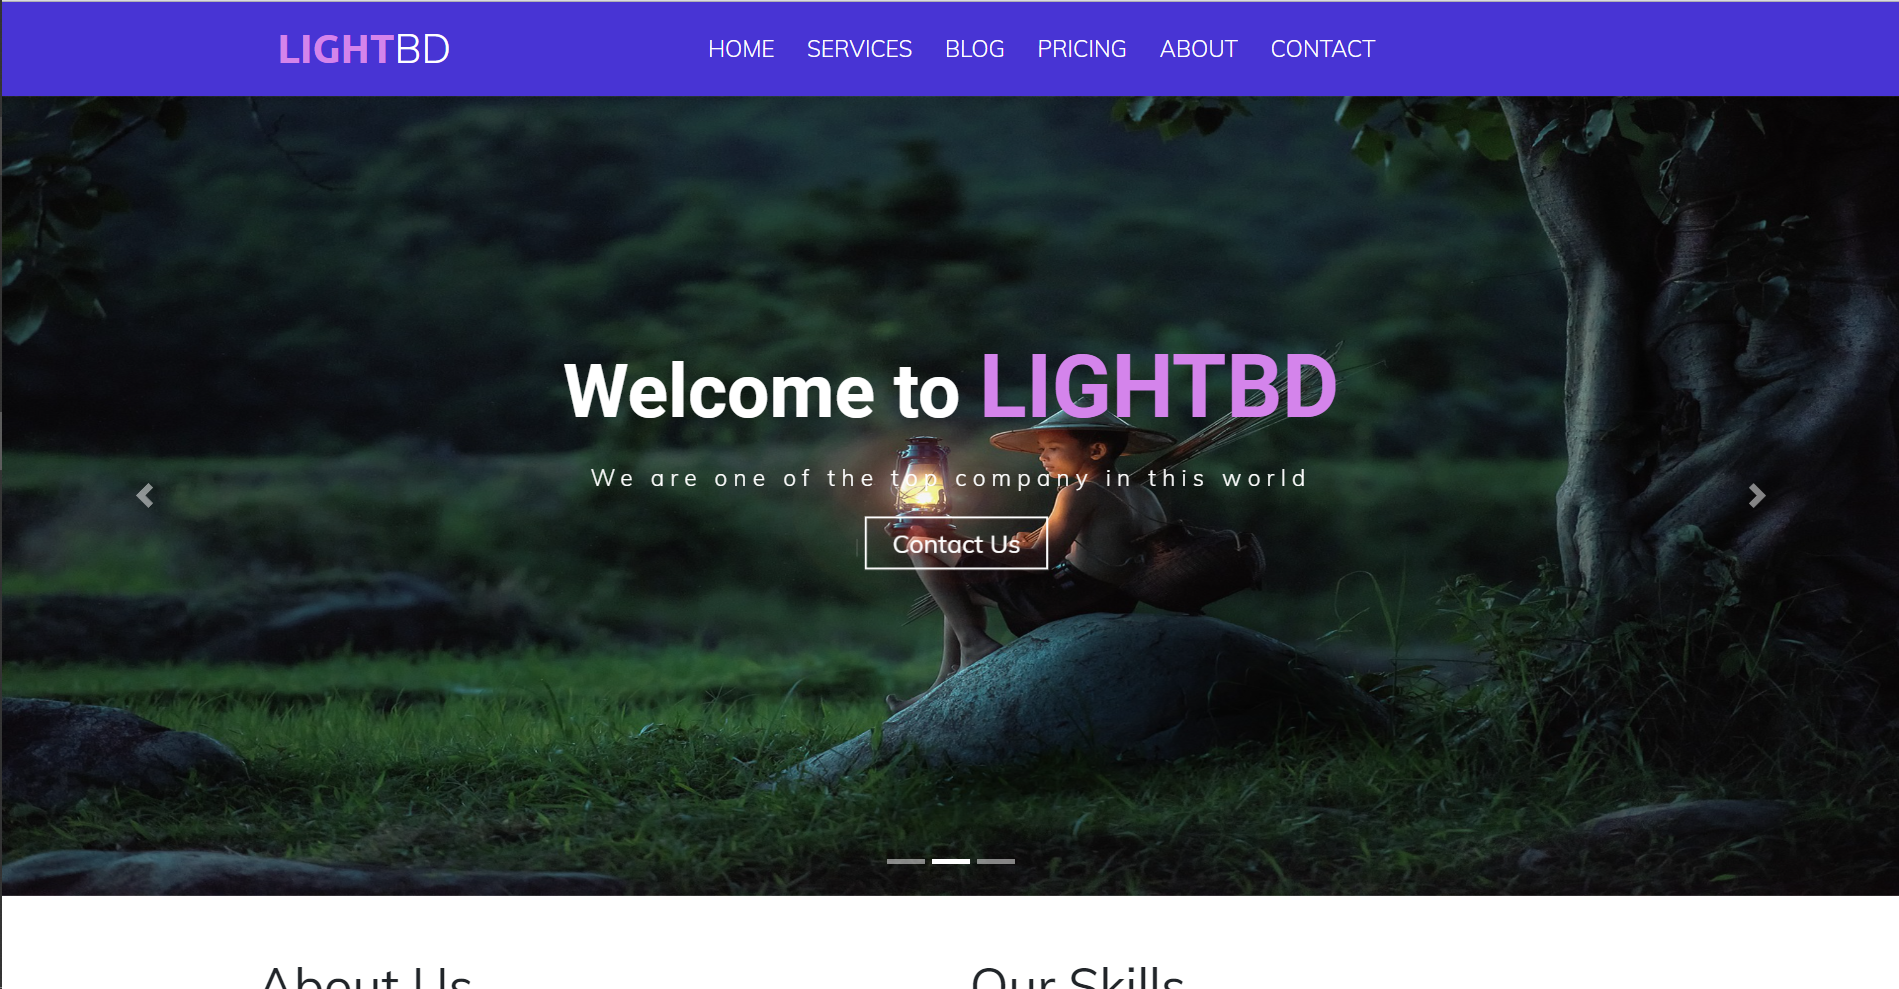 LIGHTBD
HOME SERVICES BLOG PRICING ABOUT CONTACT
Welcome to LIGHTBD
We are one of the top company in this world
Contact Us
About Us
Our Skills